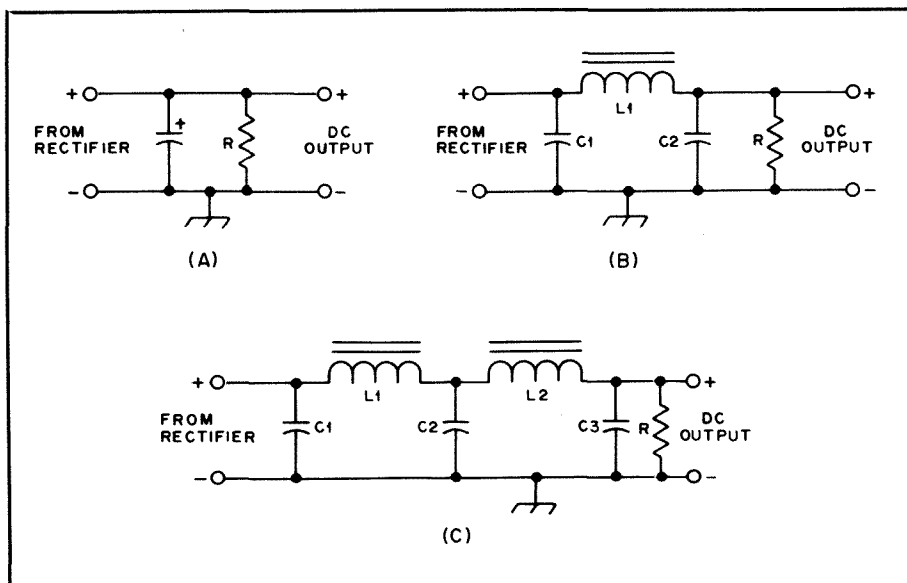 + +
FROM
RECTIFIER
+
R
DC
OUTPUT
- -
(A)
+ L1 +
FROM
RECTIFIER
C1
C2
R
DC
OUTPUT
- -
(B)
+ L1 L2 +
FROM
RECTIFIER
C1
C2
C3
R
DC
OUTPUT
- -
(C)